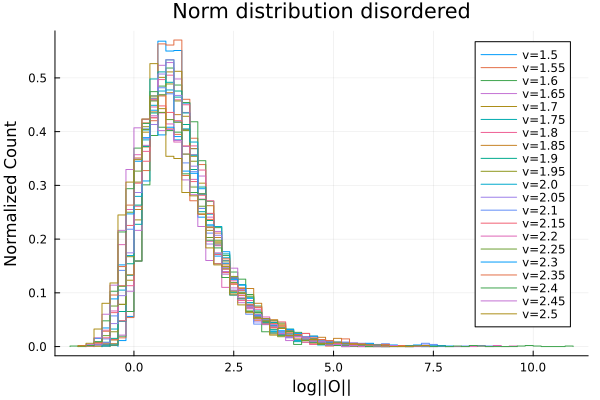 Norm distribution disordered
Normalized Count
0.5
0.4
0.3
0.2
0.1
0.0
0.0 2.5 5.0 7.5 10.0
log||O||
v=1.5
v=1.55
v=1.6
v=1.65
v=1.7
v=1.75
v=1.8
v=1.85
v=1.9
v=1.95
v=2.0
v=2.05
v=2.1
v=2.15
v=2.2
v=2.25
v=2.3
v=2.35
v=2.4
v=2.45
v=2.5